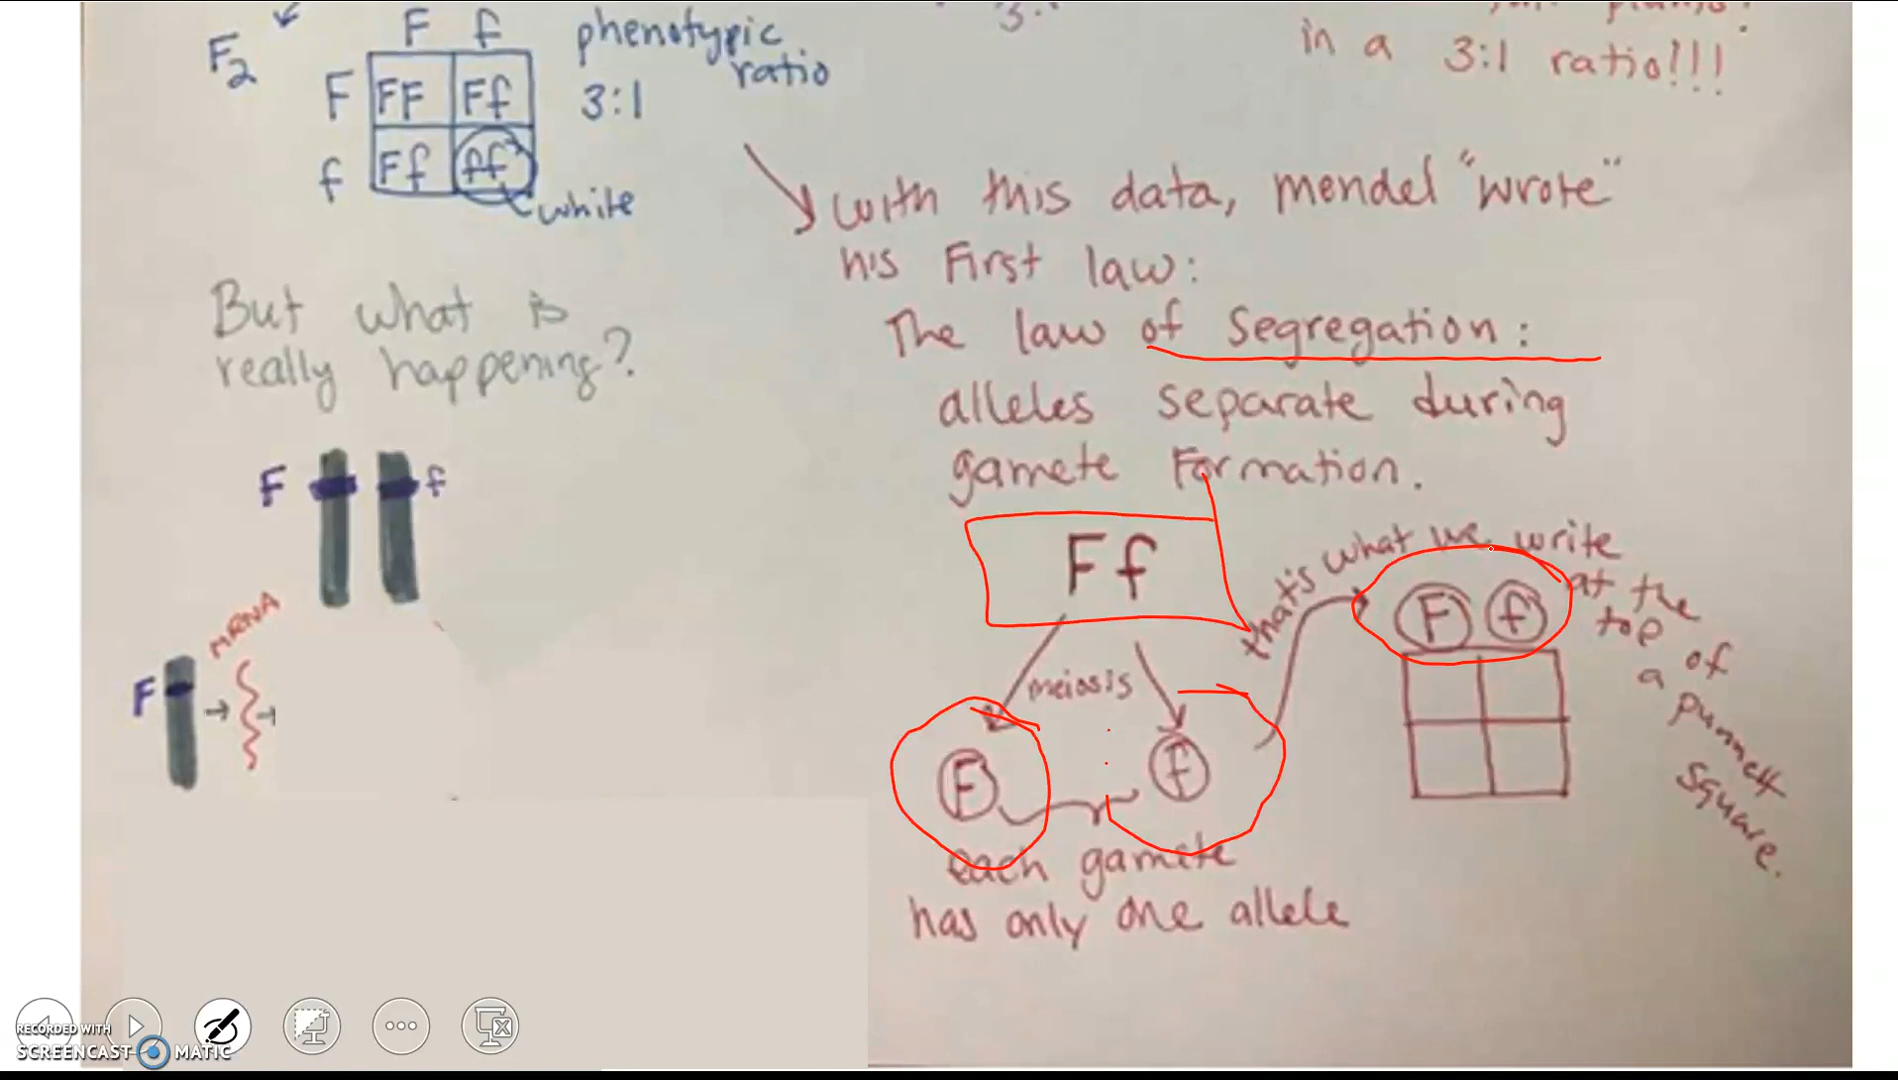 F2
F f
F FF Ff
f Ff ff
phenotypic
ratio
3:1
white
in a 3:1 ratio!!!
with this data, mendel "wrote"
his First law:
The law of Segregation:
alleles separate during
gamete Formation.
But what is
really happening?
F f
mRNA
F
Ff
meiosis
F f
each gamete
has only one allele
that's what we write
at the
top of
a punnett
square.
F f
RECORDED WITH
SCREENCAST MATIC